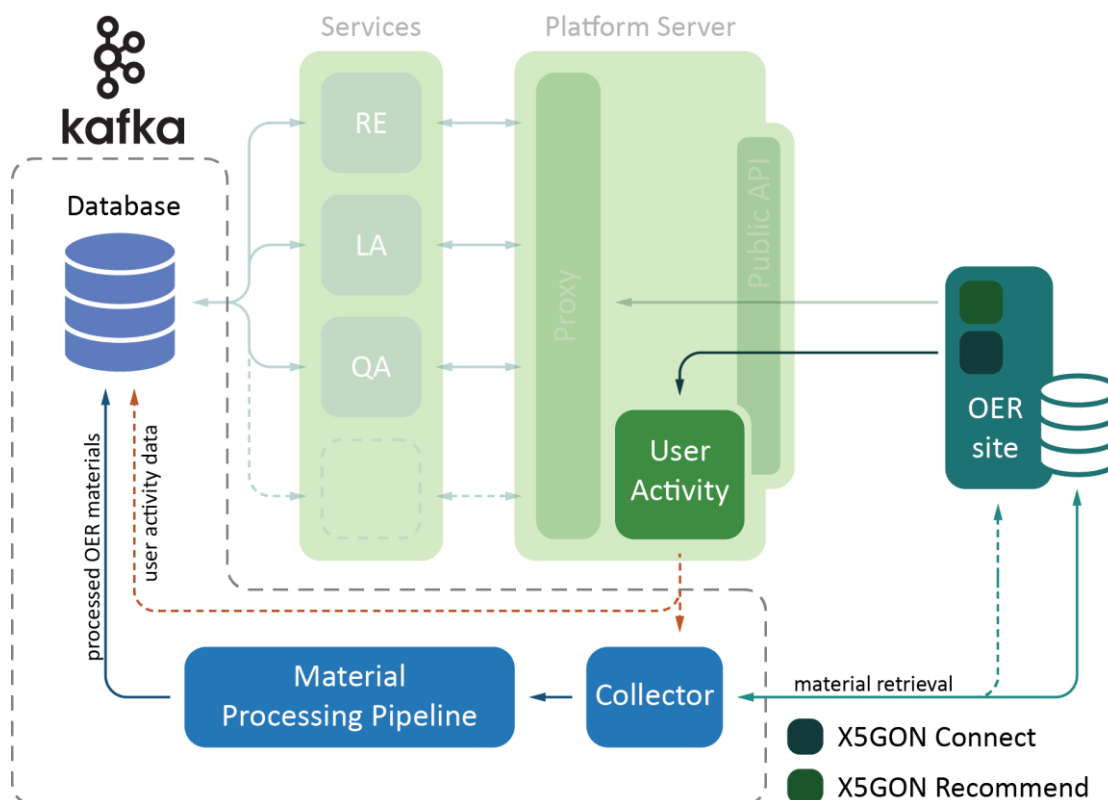 Services
Platform Server
kafka
RE
Database
LA
Public API
Proxy
QA
OER
site
User
Activity
processed OER materials
user activity data
Material
Processing Pipeline
Collector
material retrieval
X5GON Connect
X5GON Recommend